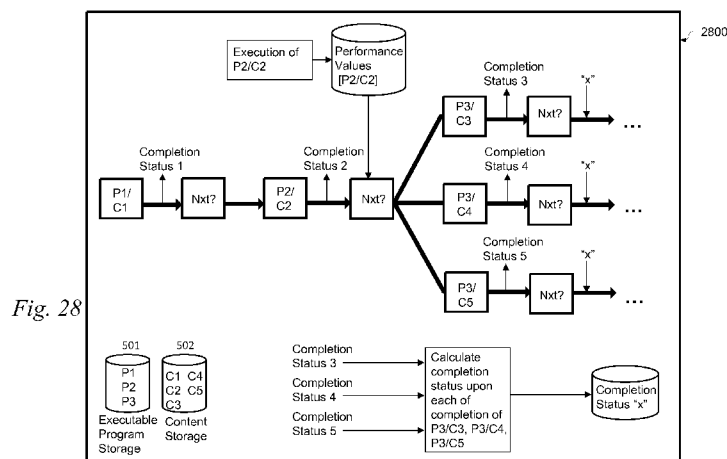 2800
Execution of
P2/C2
Performance
Values
[P2/C2]
Completion
Status 1
P1/
C1
Nxt?
P2/
C2
Completion
Status 2
Nxt?
P3/
C3
Completion
Status 3
Nxt?
"x"
...
P3/
C4
Completion
Status 4
Nxt?
"x"
...
P3/
C5
Completion
Status 5
Nxt?
"x"
...
Fig. 28
501
P1
P2
P3
Executable
Program
Storage
502
C1 C4
C2 C5
C3
Content
Storage
Completion
Status 3
Completion
Status 4
Completion
Status 5
Calculate
completion
status upon
each of
completion of
P3/C3, P3/C4,
P3/C5
Completion
Status "x"